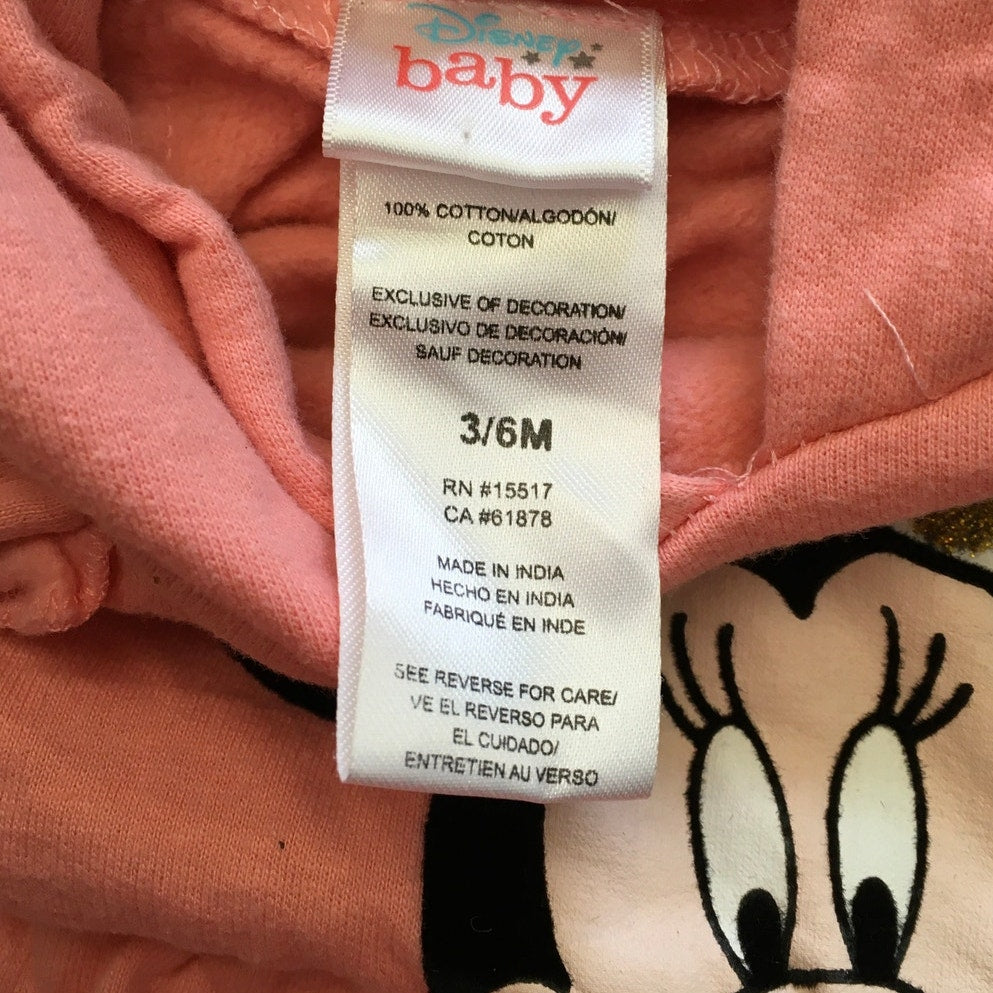 Disney
baby
100% COTTON/ALGODÓN/
COTON
EXCLUSIVE OF DECORATION/
EXCLUSIVO DE DECORACIÓN/
SAUF DECORATION
3/6M
RN #15517
CA #61878
MADE IN INDIA
HECHO EN INDIA
FABRIQUÉ EN INDE
SEE REVERSE FOR CARE/
VE EL REVERSO PARA
EL CUIDADO/
ENTRETIEN AU VERSO